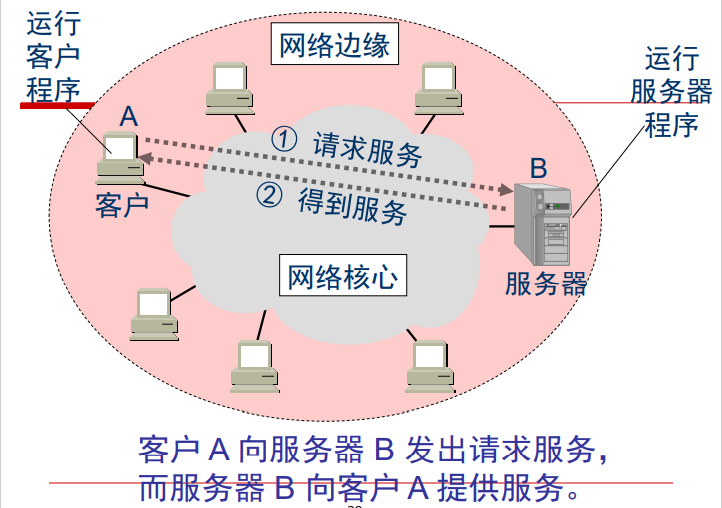 运行
客户
程序
网络边缘
运行
服务器
程序
A
① 请求服务
② 得到服务
B
客户
网络核心
服务器
客户 A 向服务器 B 发出请求服务，
而服务器 B 向客户 A 提供服务。